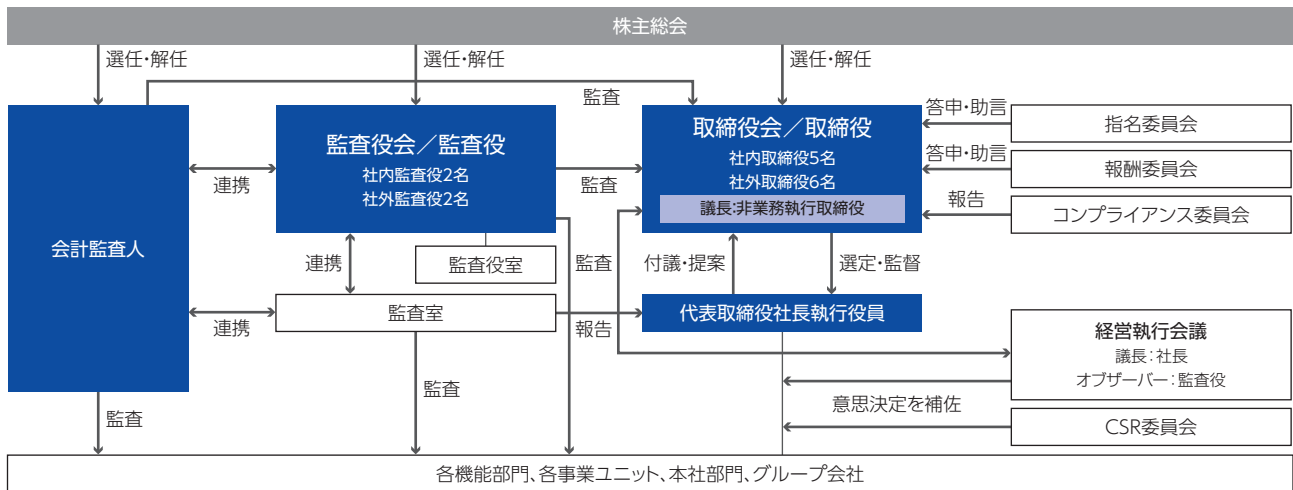 株主総会
選任・解任
選任・解任
選任・解任
監査
会計監査人
監査役会／監査役
社内監査役2名
社外監査役2名
取締役会／取締役
社内取締役5名
社外取締役6名
議長:非業務執行取締役
答申・助言
指名委員会
答申・助言
報酬委員会
報告
コンプライアンス委員会
連携
監査
連携
監査役室
監査
付議・提案
選定・監督
連携
監査室
報告
代表取締役社長執行役員
経営執行会議
議長：社長
オブザーバー：監査役
監査
監査
意思決定を補佐
CSR委員会
各機能部門、各事業ユニット、本社部門、グループ会社